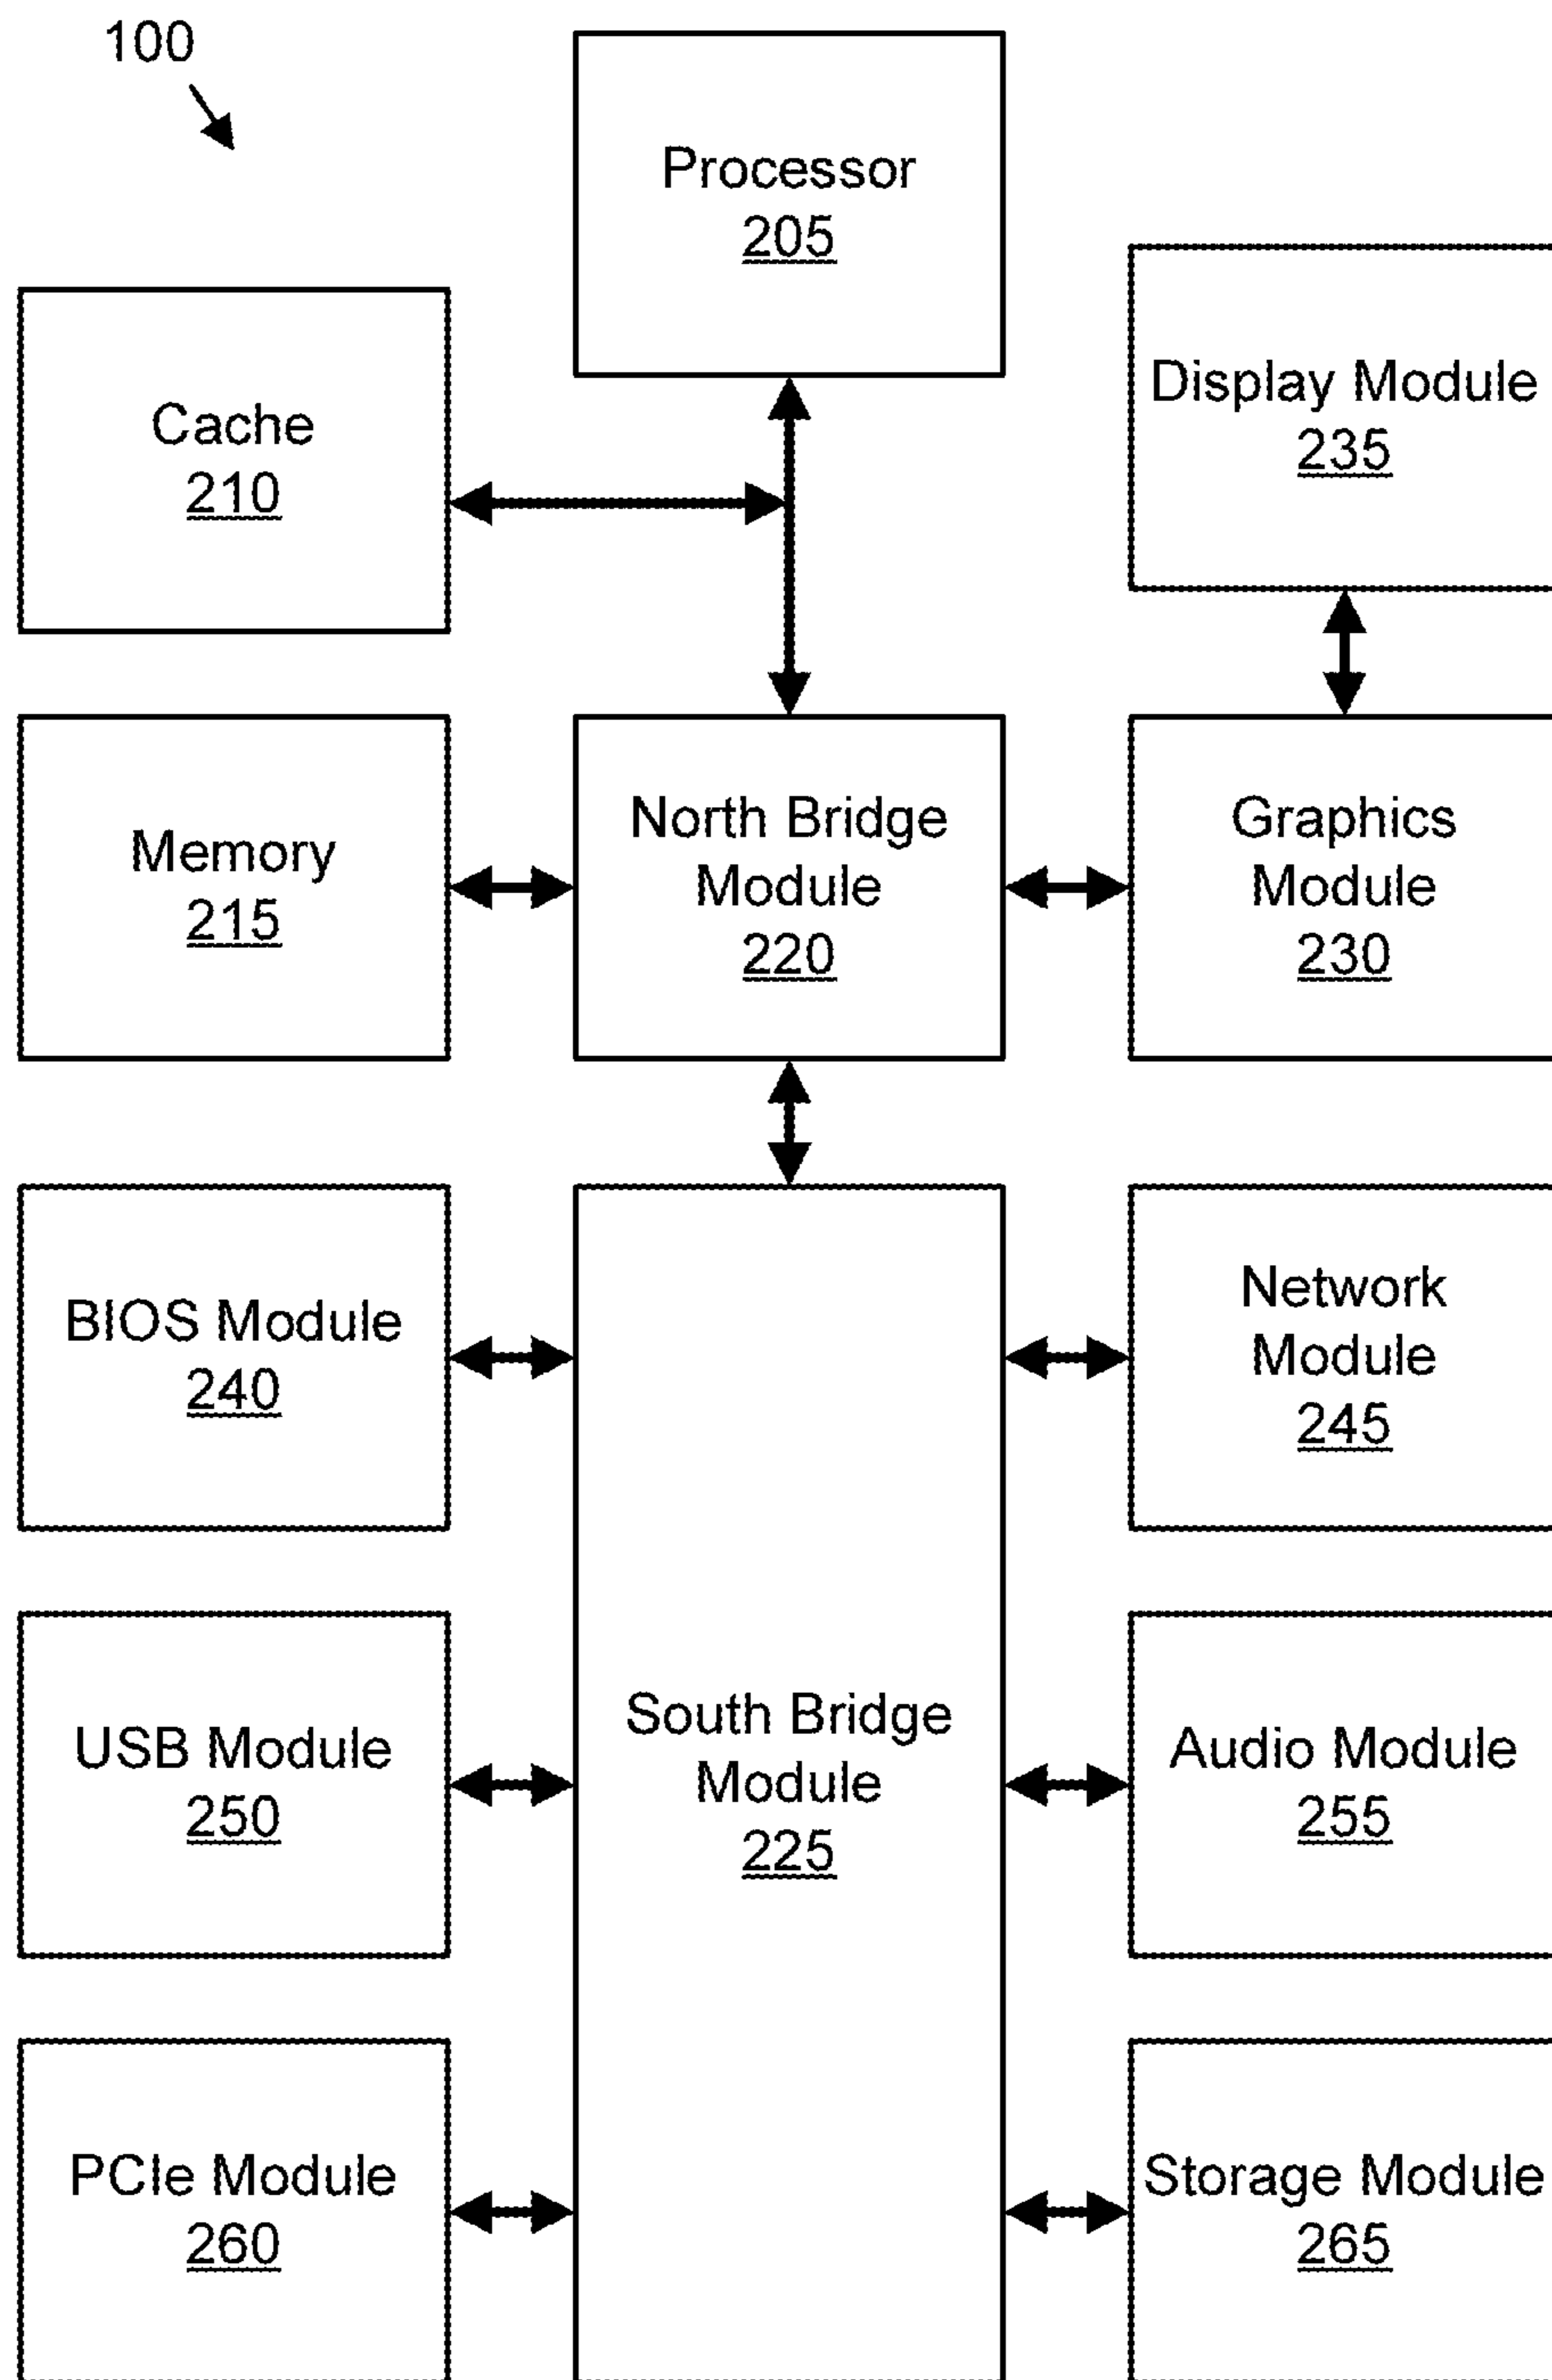 100
Processor
205
Display Module
235
Cache
210
Memory
215
North Bridge
Module
220
Graphics
Module
230
BIOS Module
240
Network
Module
245
USB Module
250
South Bridge
Module
225
Audio Module
255
PCIe Module
260
Storage Module
265